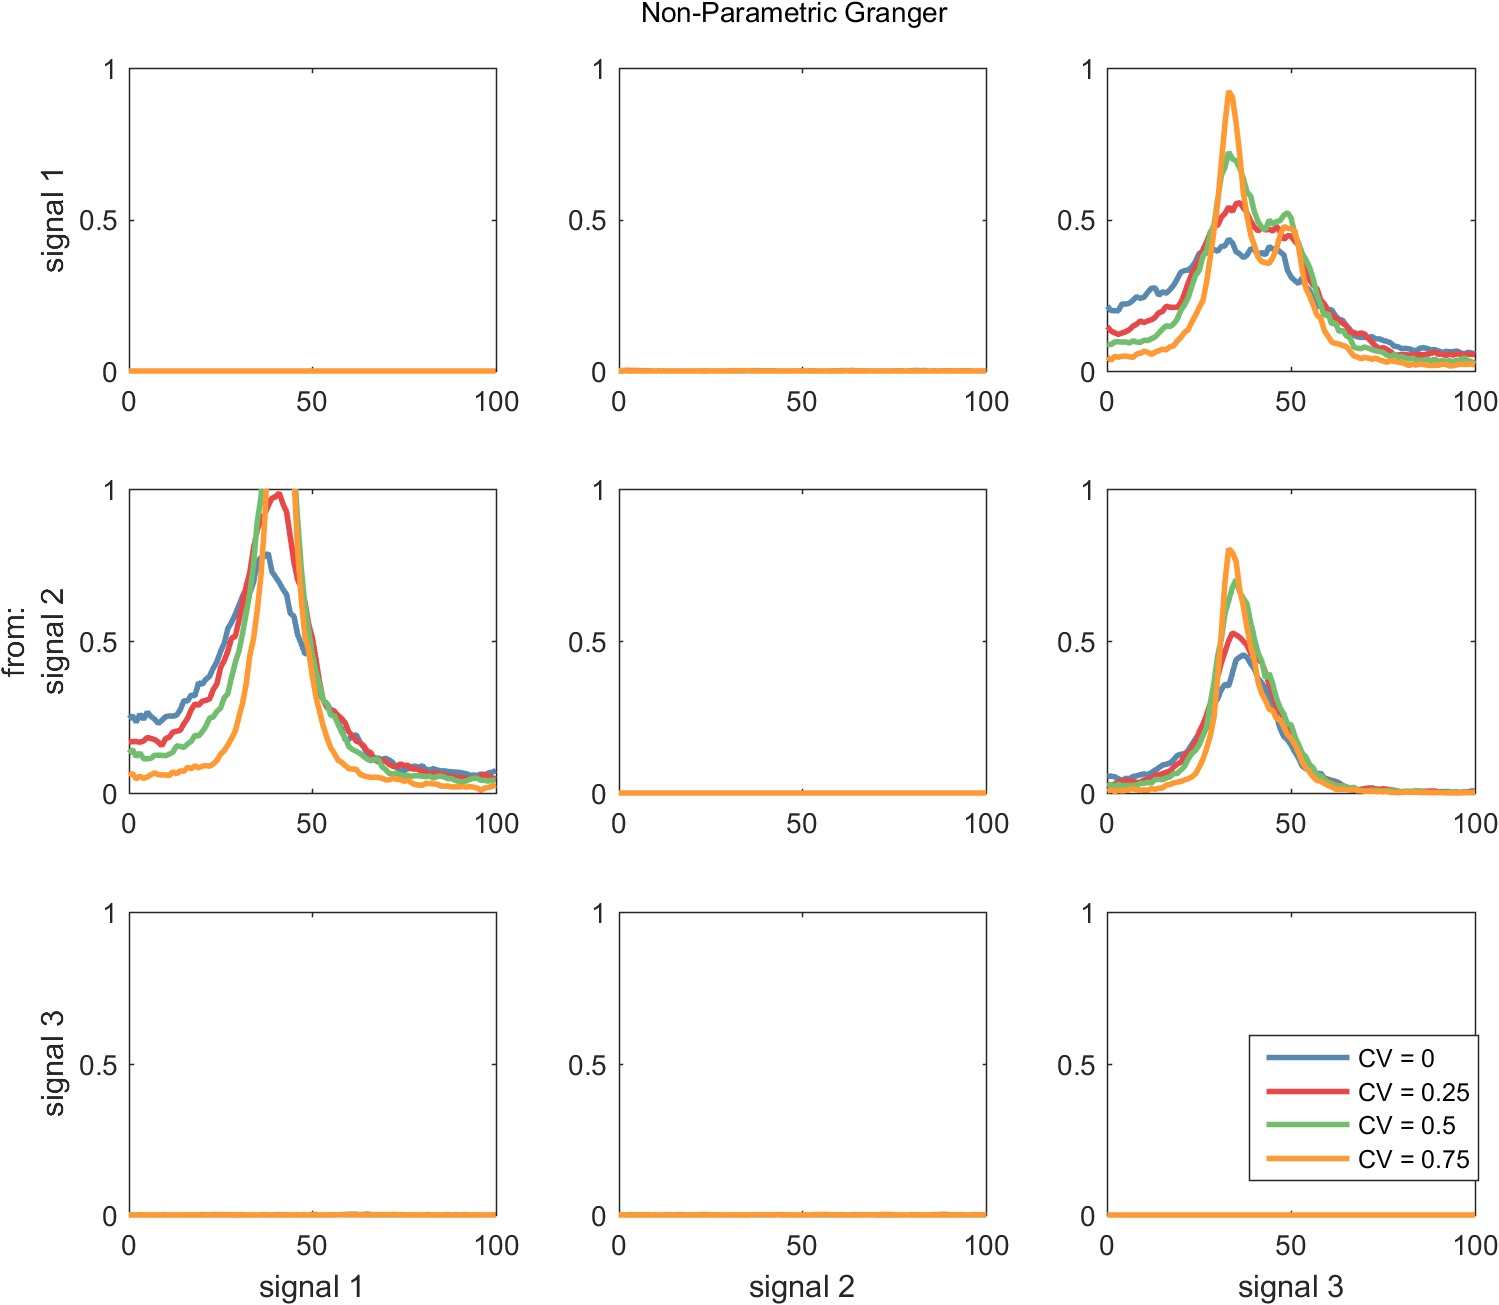 Non-Parametric Granger
1 1 1
signal 1
0.5 0.5 0.5
0 0 0
0 50 100 0 50 100 0 50 100
1 1 1
from:
signal 2
0.5 0.5 0.5
0 0 0
0 50 100 0 50 100 0 50 100
1 1 1
signal 3
0.5 0.5 0.5
CV = 0
CV = 0.25
CV = 0.5
CV = 0.75
0 0 0
0 50 100 0 50 100 0 50 100
signal 1 signal 2 signal 3